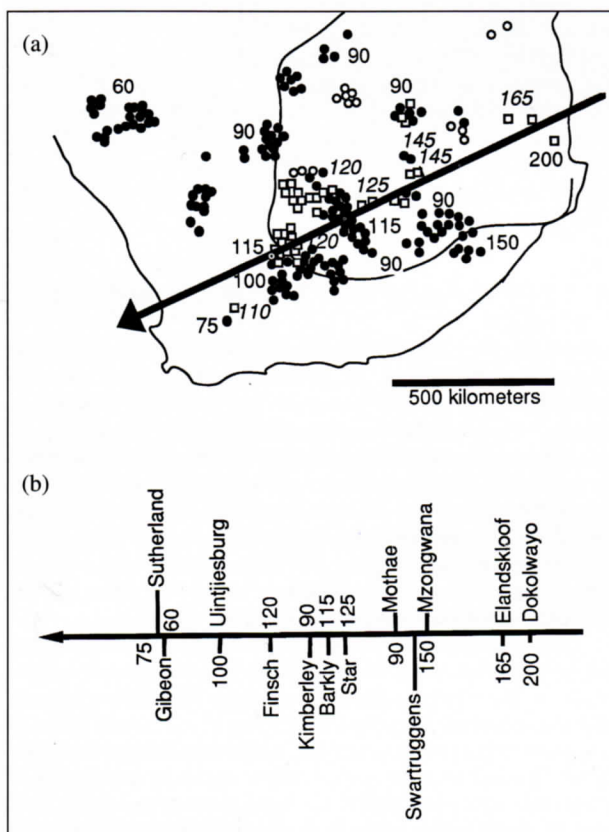 (a)
90
60
90
165
90
145
200
145
120
125
90
115
150
115
120
90
100
110
75
500 kilometers
(b)
Sutherland
60
Uintjiesburg
120
90
115
125
Mothae
Mzongwana
Elandskloof
Dokolwayo
75
Gibeon
100
Finsch
Kimberley
Barkly
Star
90
Swartruggens
150
165
200